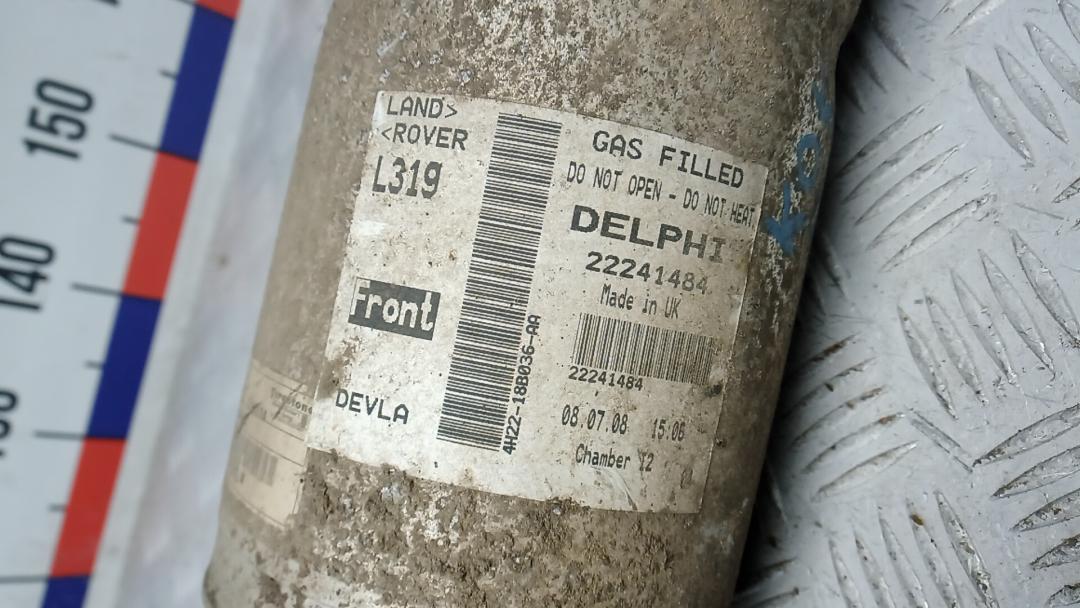 150
140
LAND>
<ROVER
L319
Front
DEVLA
4H22-18B036-AA
GAS FILLED
DO NOT OPEN - DO NOT HEAT
DELPHI
22241484
Made in UK
22241484
08.07.08 15:06
Chamber 12